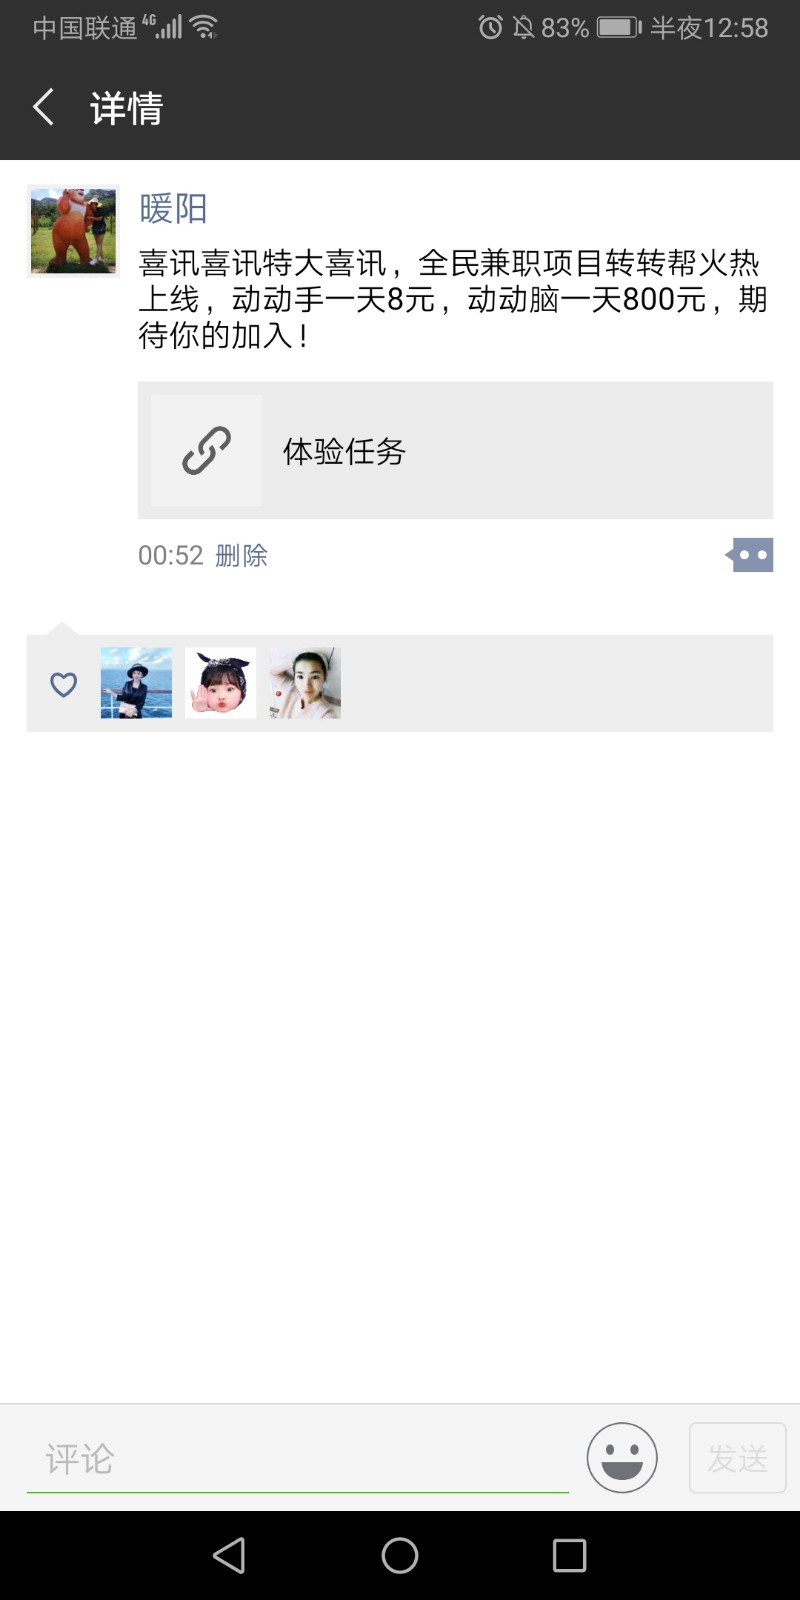 中国联通 4G 83% 半夜12:58
详情
暖阳
喜讯喜讯特大喜讯，全民兼职项目转转帮火热
上线，动动手一天8元，动动脑一天800元，期
待你的加入！
体验任务
00:52 删除
评论 发送